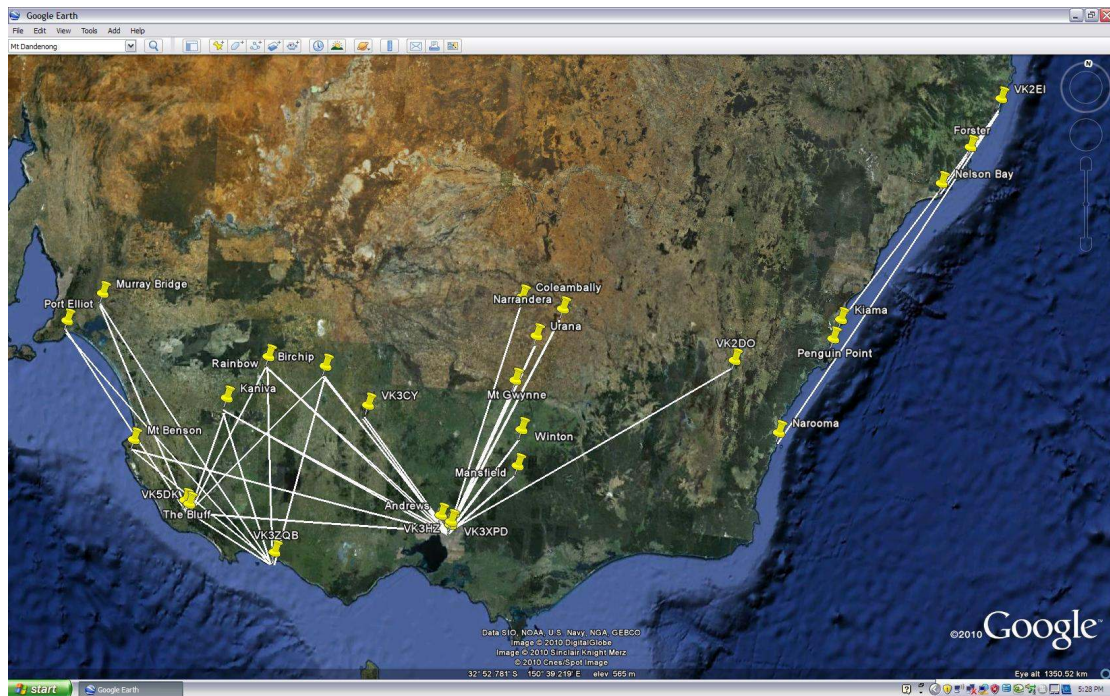 Google Earth
File Edit View Tools Add Help
Mt Dandenong
N
VK2EI
Forster
Nelson Bay
Murray Bridge
Port Elliot
Coleambally
Narrandera
Kiama
Urana
Penguin Point
VK2DO
Rainbow
Birchip
Kaniva
VK3CY
Mt Gwynne
Mt Benson
Winton
Narooma
Mansfield
VK5DK
The Bluff
Andrews
VK3HZ
VK3XPD
VK3ZQB
Data SIO, NOAA, U.S. Navy, NGA, GEBCO
Image © 2010 DigitalGlobe
Image © 2010 Sinclair Knight Merz
© 2010 Cnes/Spot Image
©2010 Google™
32° 52.781' S 150° 39.219' E elev 565 m
Eye alt 1350.52 km
start
Google Earth
5:28 PM